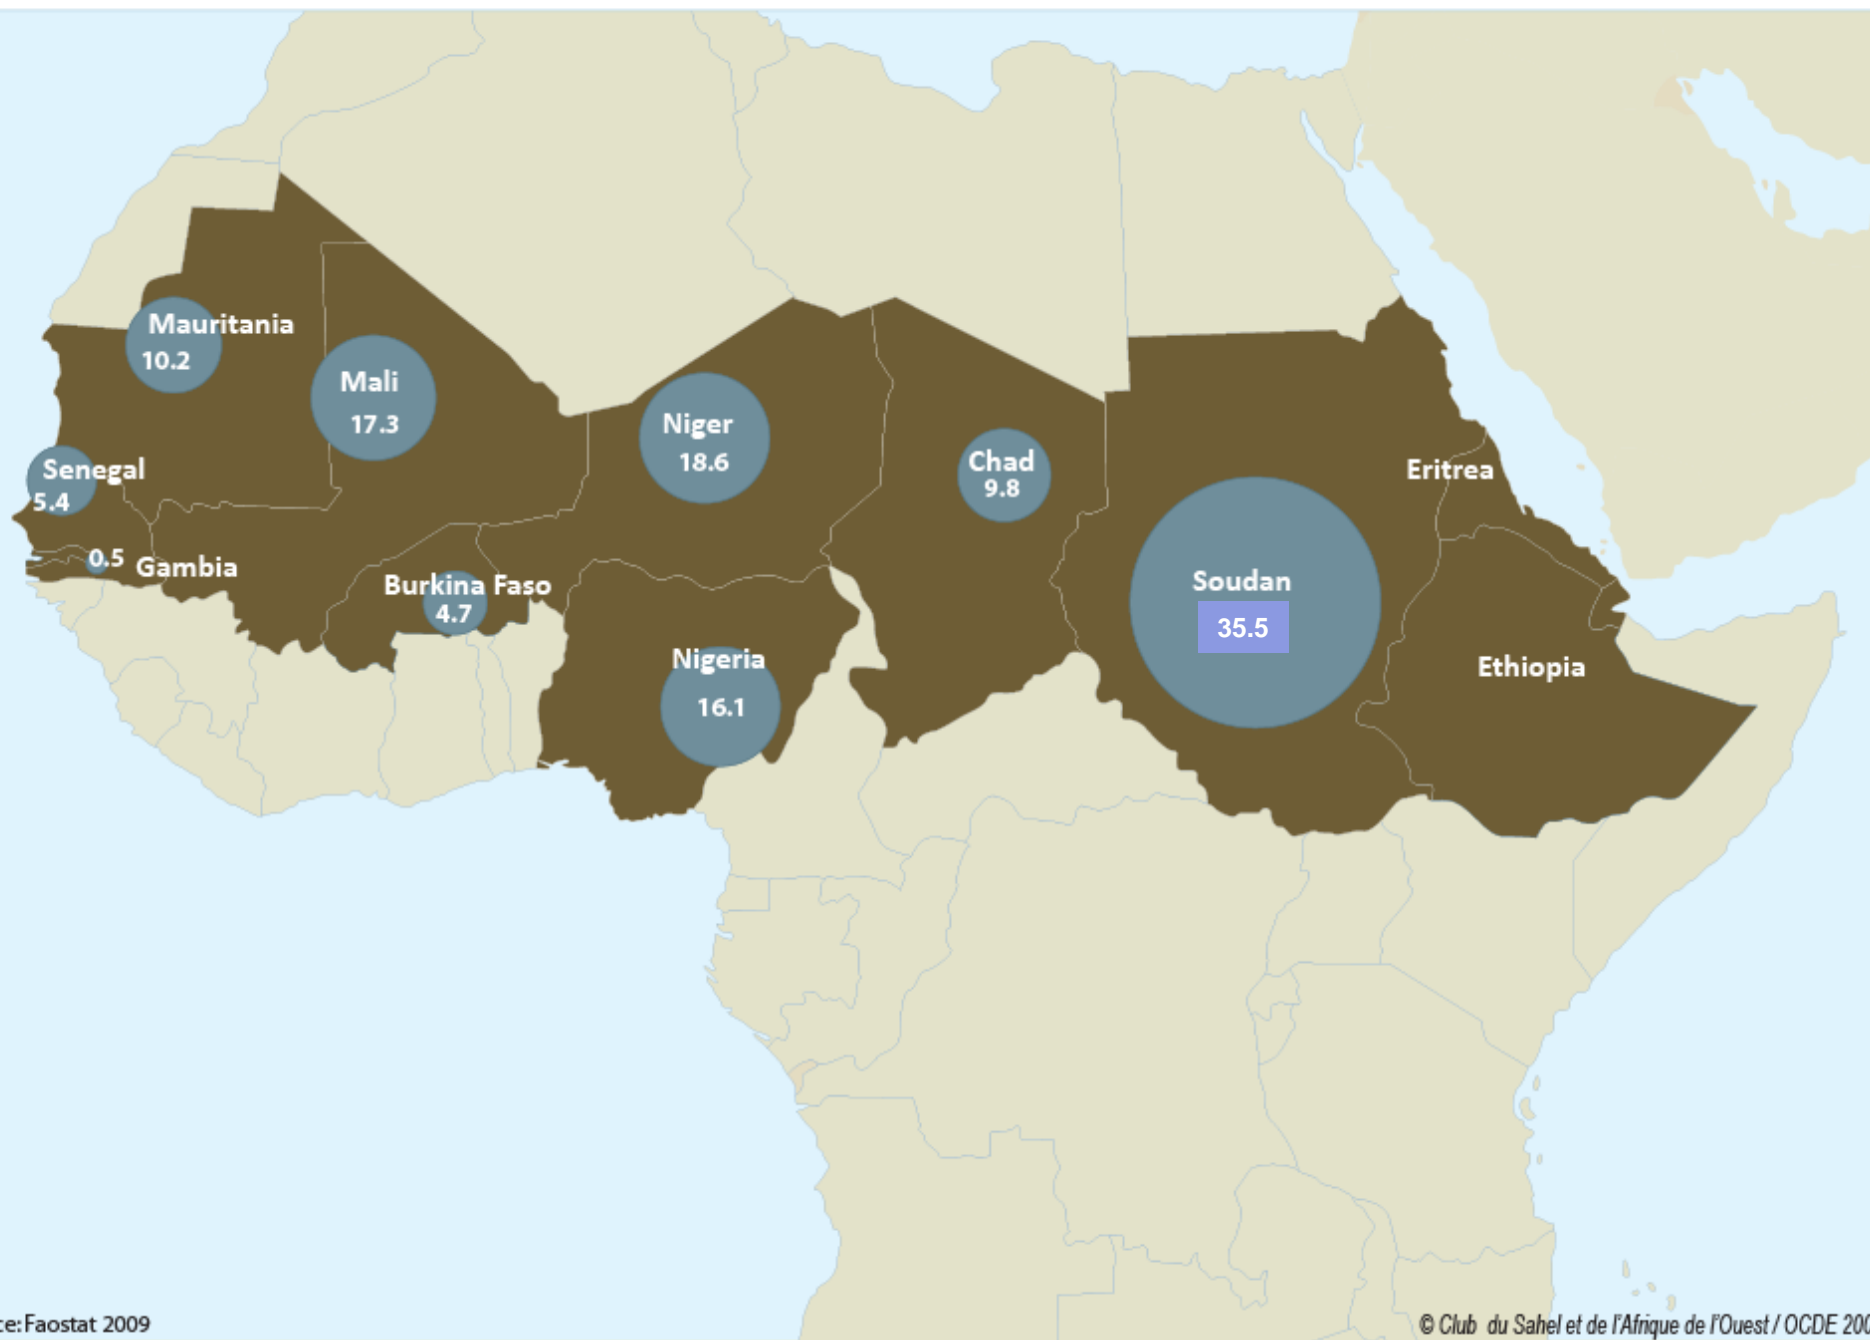 Mauritania
10.2
Mali
17.3
Niger
18.6
Chad
9.8
Senegal
5.4
Eritrea
0.5
Gambia
Burkina Faso
4.7
Soudan
35.5
Nigeria
16.1
Ethiopia
ce: Faostat 2009
© Club du Sahel et de l'Afrique de l'Ouest / OCDE 200